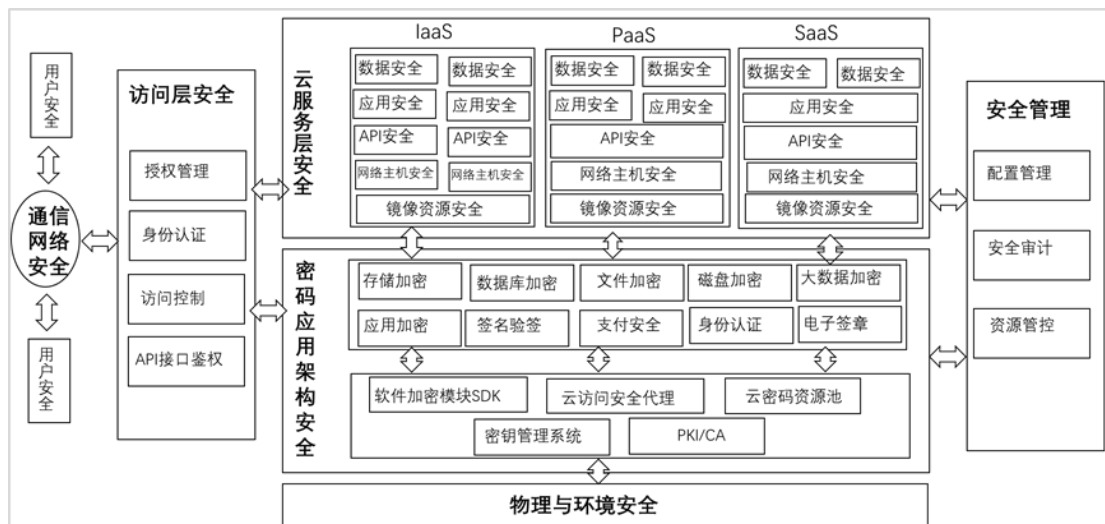 用户安全
通信网络安全
用户安全
访问层安全
授权管理
身份认证
访问控制
API接口鉴权
云服务层安全
IaaS
数据安全 数据安全
应用安全 应用安全
API安全 API安全
网络主机安全 网络主机安全
镜像资源安全
PaaS
数据安全 数据安全
应用安全 应用安全
API安全
网络主机安全
镜像资源安全
SaaS
数据安全 数据安全
应用安全
API安全
网络主机安全
镜像资源安全
密码应用架构安全
存储加密 数据库加密 文件加密 磁盘加密 大数据加密
应用加密 签名验签 支付安全 身份认证 电子签章
软件加密模块SDK 云访问安全代理 云密码资源池
密钥管理系统 PKI/CA
物理与环境安全
安全管理
配置管理
安全审计
资源管控